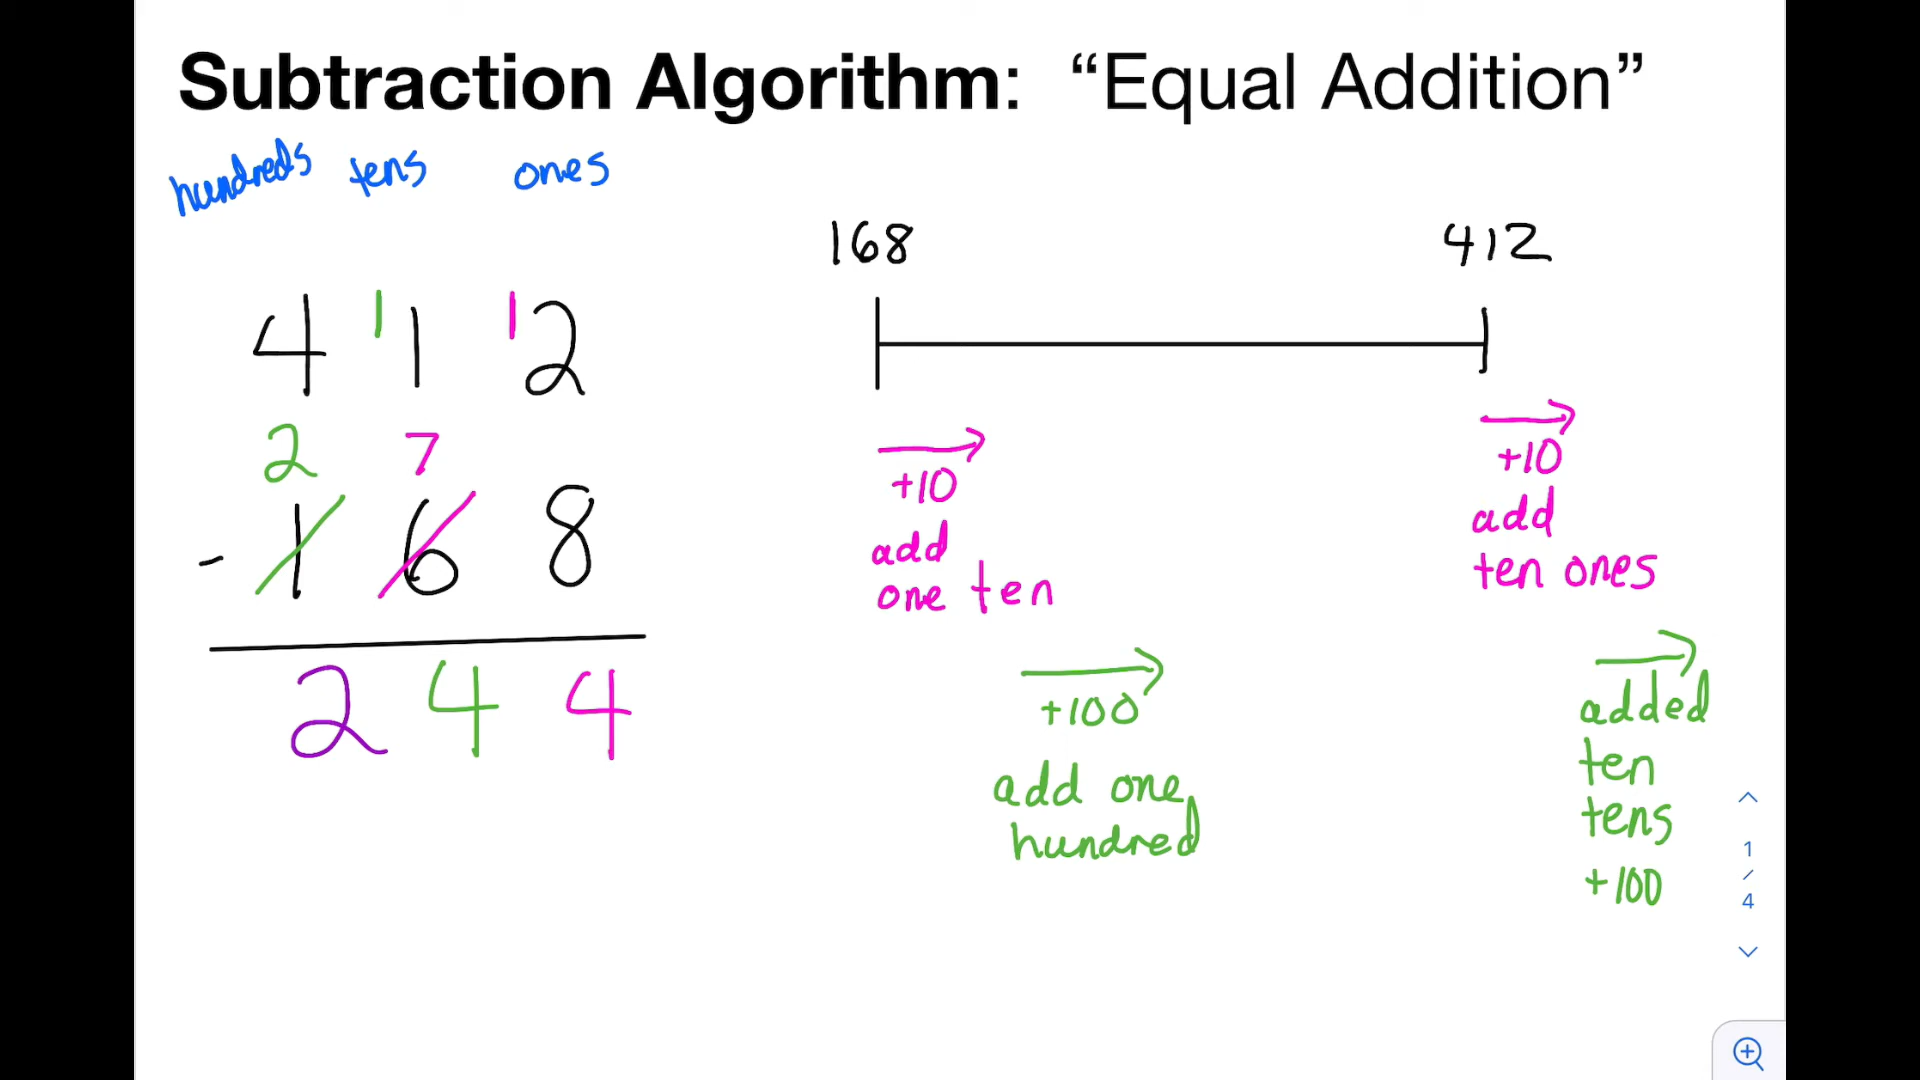 Subtraction Algorithm: “Equal Addition”
hundreds tens ones
168 412
4 1 1 1 2
2 7
- 1 6 8
2 4 4
+10
add
one ten
+10
add
ten ones
+100
add one
hundred
added
ten
tens
+100
1
/
4